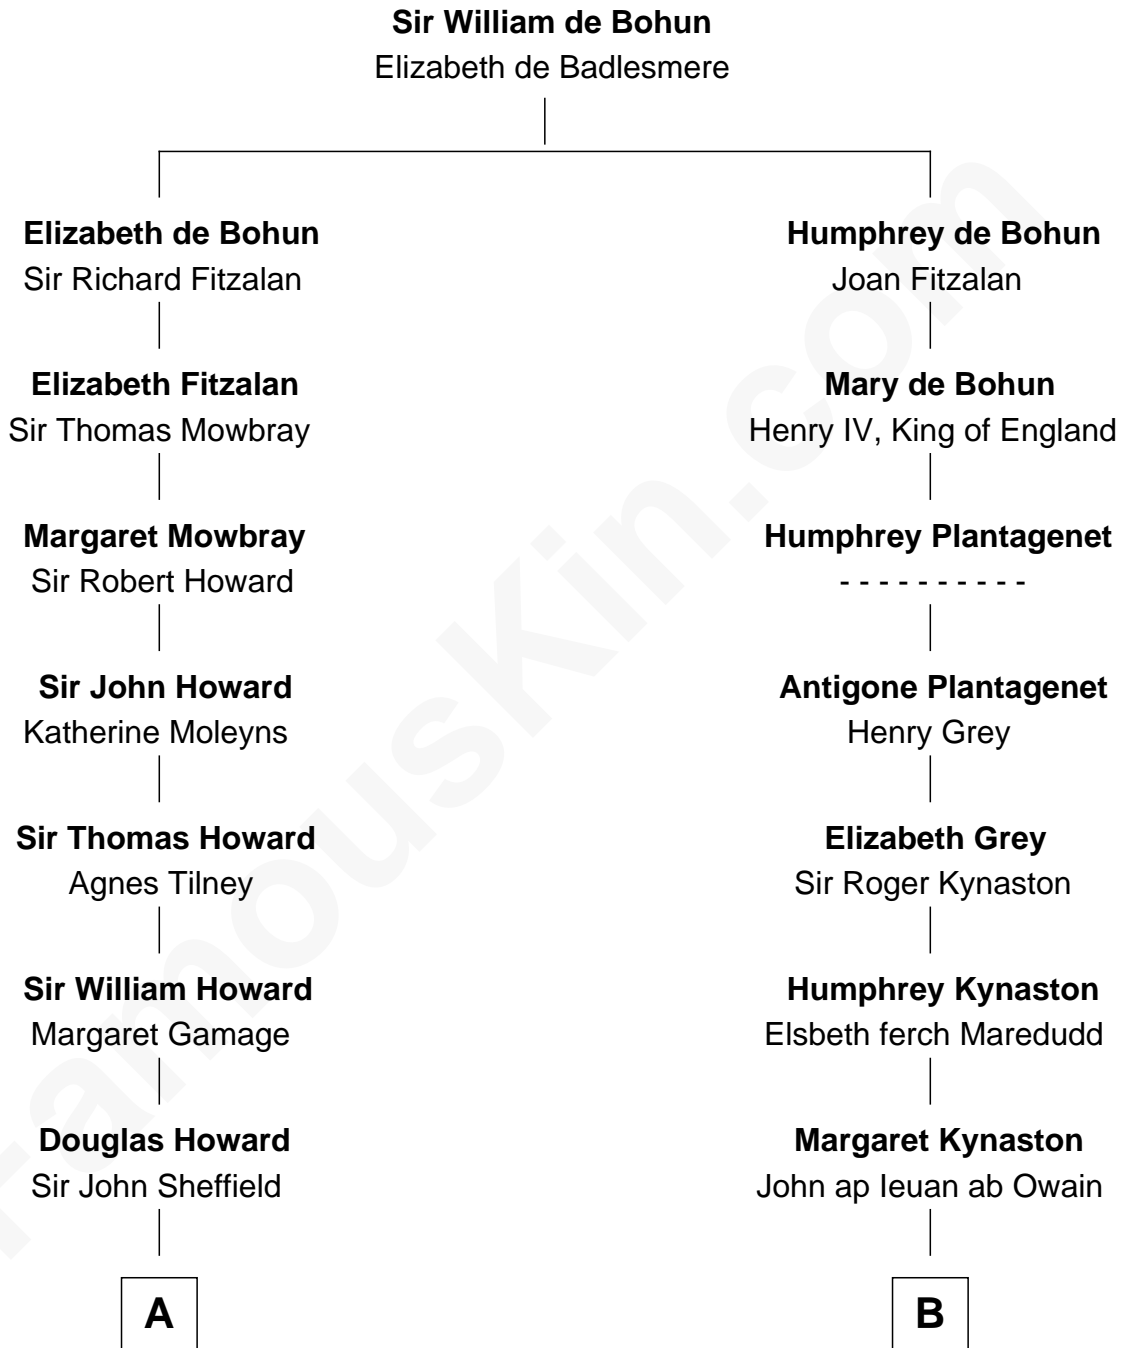 Sir William de Bohun
Elizabeth de Badlesmere
Elizabeth de Bohun
Sir Richard Fitzalan
Humphrey de Bohun
Joan Fitzalan
Elizabeth Fitzalan
Sir Thomas Mowbray
Mary de Bohun
Henry IV, King of England
Margaret Mowbray
Sir Robert Howard
Humphrey Plantagenet
- - - - - - - - - -
Sir John Howard
Katherine Moleyns
Antigone Plantagenet
Henry Grey
Sir Thomas Howard
Agnes Tilney
Elizabeth Grey
Sir Roger Kynaston
Sir William Howard
Margaret Gamage
Humphrey Kynaston
Elsbeth ferch Maredudd
Douglas Howard
Sir John Sheffield
Margaret Kynaston
John ap Ieuan ab Owain
A
B
FamousKin.com